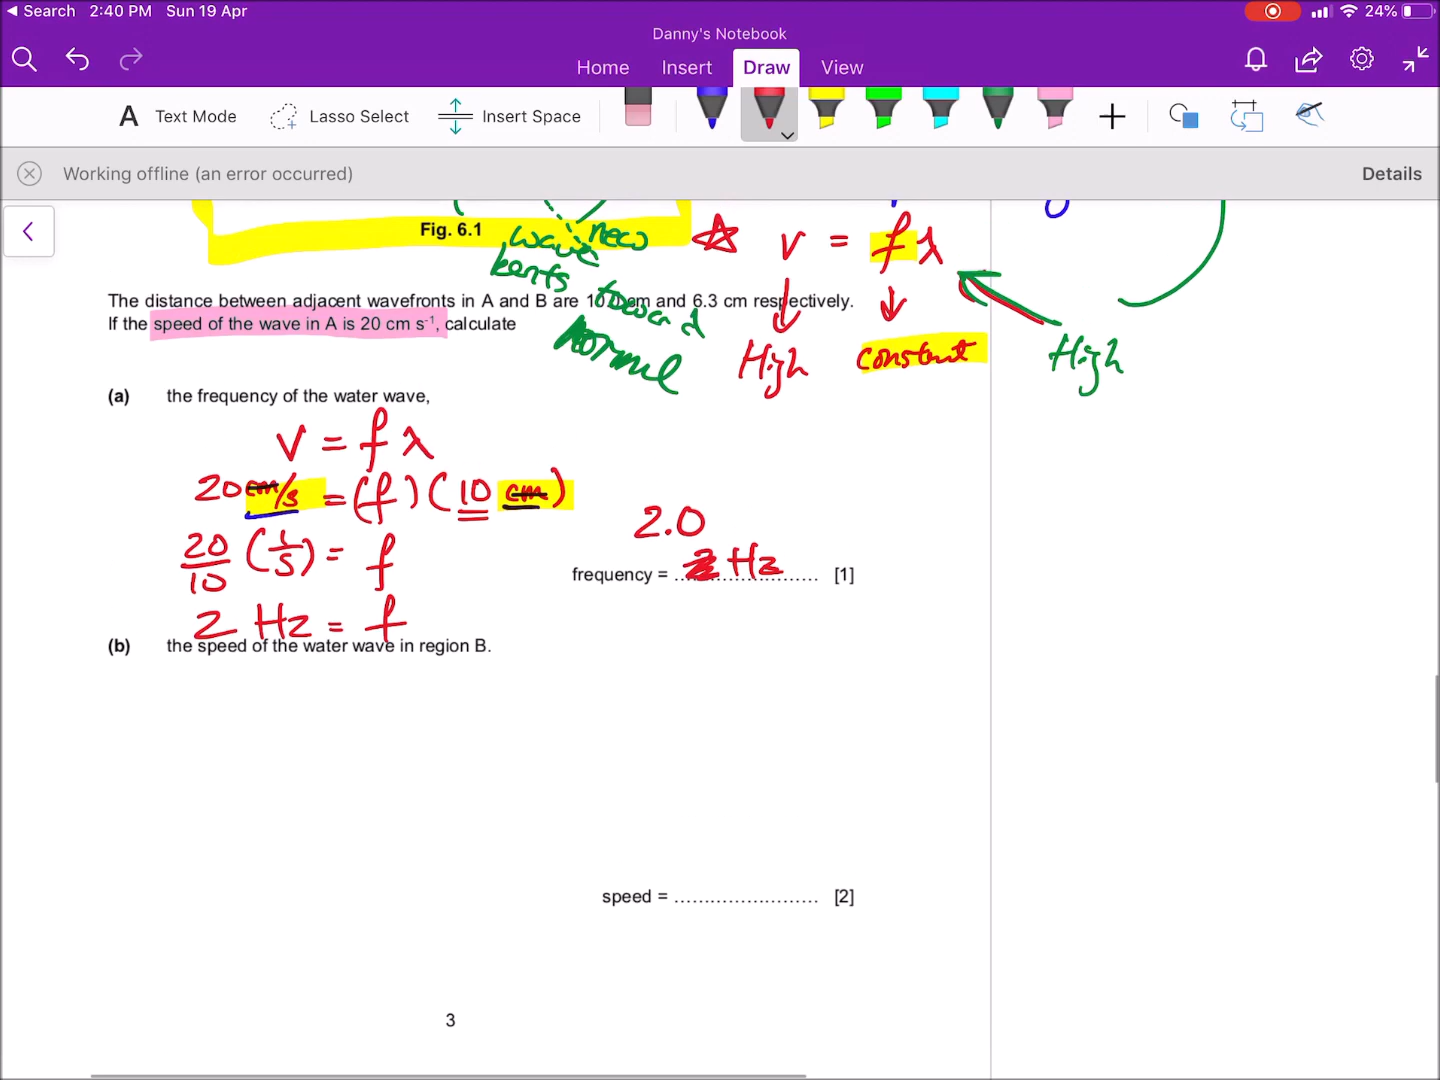 Search 2:40 PM Sun 19 Apr 24%
Danny's Notebook
Home Insert Draw View
A Text Mode Lasso Select Insert Space
Working offline (an error occurred) Details
Fig. 6.1
wave
bents
toward
normal
v = fλ
High constant High
The distance between adjacent wavefronts in A and B are 10.0 cm and 6.3 cm respectively.
If the speed of the wave in A is 20 cm s⁻¹, calculate
(a) the frequency of the water wave,
v = fλ
20 cm/s = (f)(10 cm)
20/10 (1/s) = f
2 Hz = f
2.0
frequency = ........................ [1]
Hz
(b) the speed of the water wave in region B.
speed = ........................ [2]
3